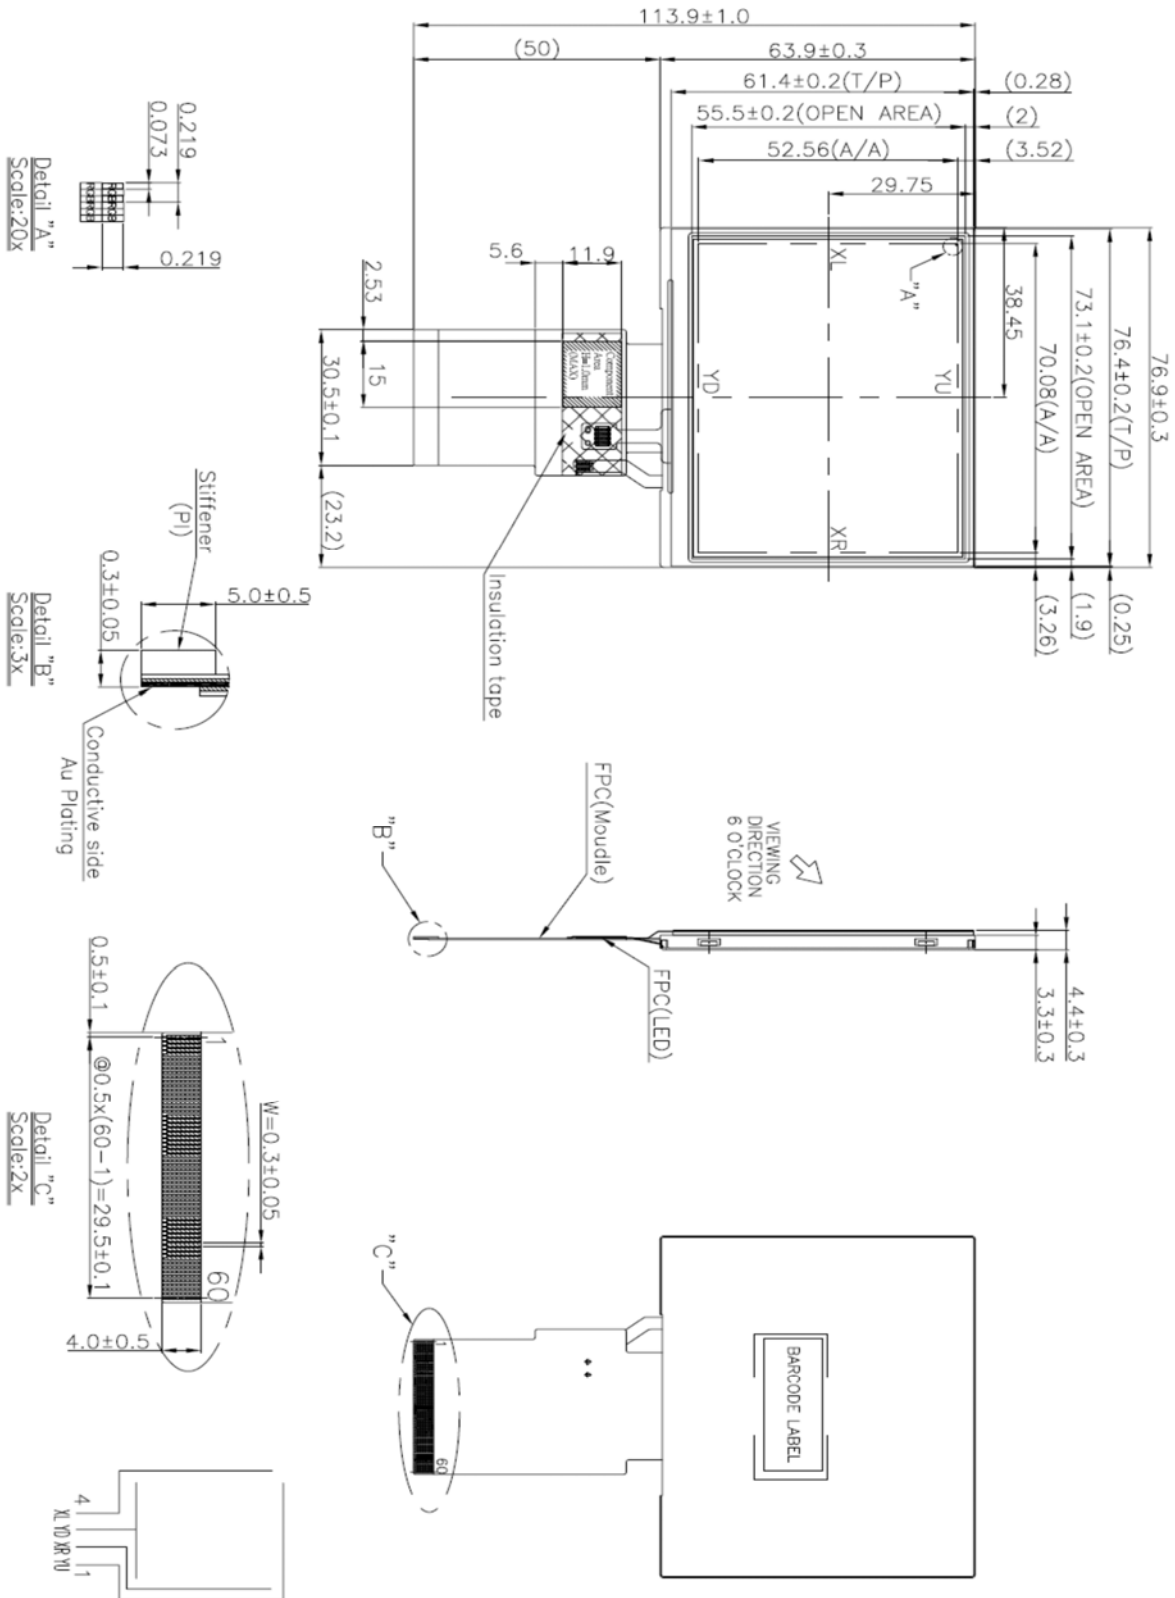 113.9±1.0
(50)
63.9±0.3
61.4±0.2(T/P)
(0.28)
55.5±0.2(OPEN AREA)
(2)
52.56(A/A)
(3.52)
29.75
5.6
11.9
2.53
15
30.5±0.1
(23.2)
Component
Area
H=1.0mm
(MAX)
XL
YU
YD
XR
"A"
38.45
70.08(A/A)
73.1±0.2(OPEN AREA)
76.4±0.2(T/P)
76.9±0.3
(3.26)
(1.9)
(0.25)
Insulation tape
0.219
0.073
0.219
Detail "A"
Scale:20x
Stiffener
(PI)
5.0±0.5
0.3±0.05
Conductive side
Au Plating
Detail "B"
Scale:3x
VIEWING
DIRECTION
6 O'CLOCK
FPC(Moudle)
FPC(LED)
"B"
4.4±0.3
3.3±0.3
0.5±0.1
@0.5x(60-1)=29.5±0.1
W=0.3±0.05
1
60
4.0±0.5
Detail "C"
Scale:2x
"C"
1
60
BARCODE LABEL
4
XL YD XR YU
1